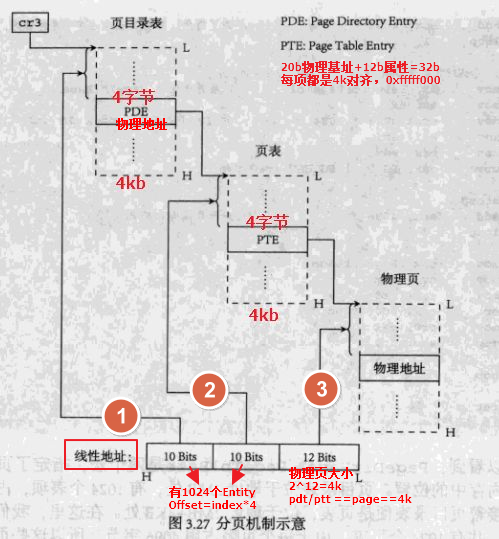 cr3
页目录表
PDE: Page Directory Entry
L
PTE: Page Table Entry
20b物理基址+12b属性=32b
每项都是4k对齐，0xfffff000
4字节
PDE
物理地址
页表
4kb
H
L
4字节
PTE
物理页
H
L
4kb
物理地址
1
2
3
H
线性地址:
10 Bits
10 Bits
12 Bits
H
L
有1024个Entity
Offset=index*4
物理页大小
2^12=4k
pdt/ptt ==page==4k
图 3.27 分页机制示意